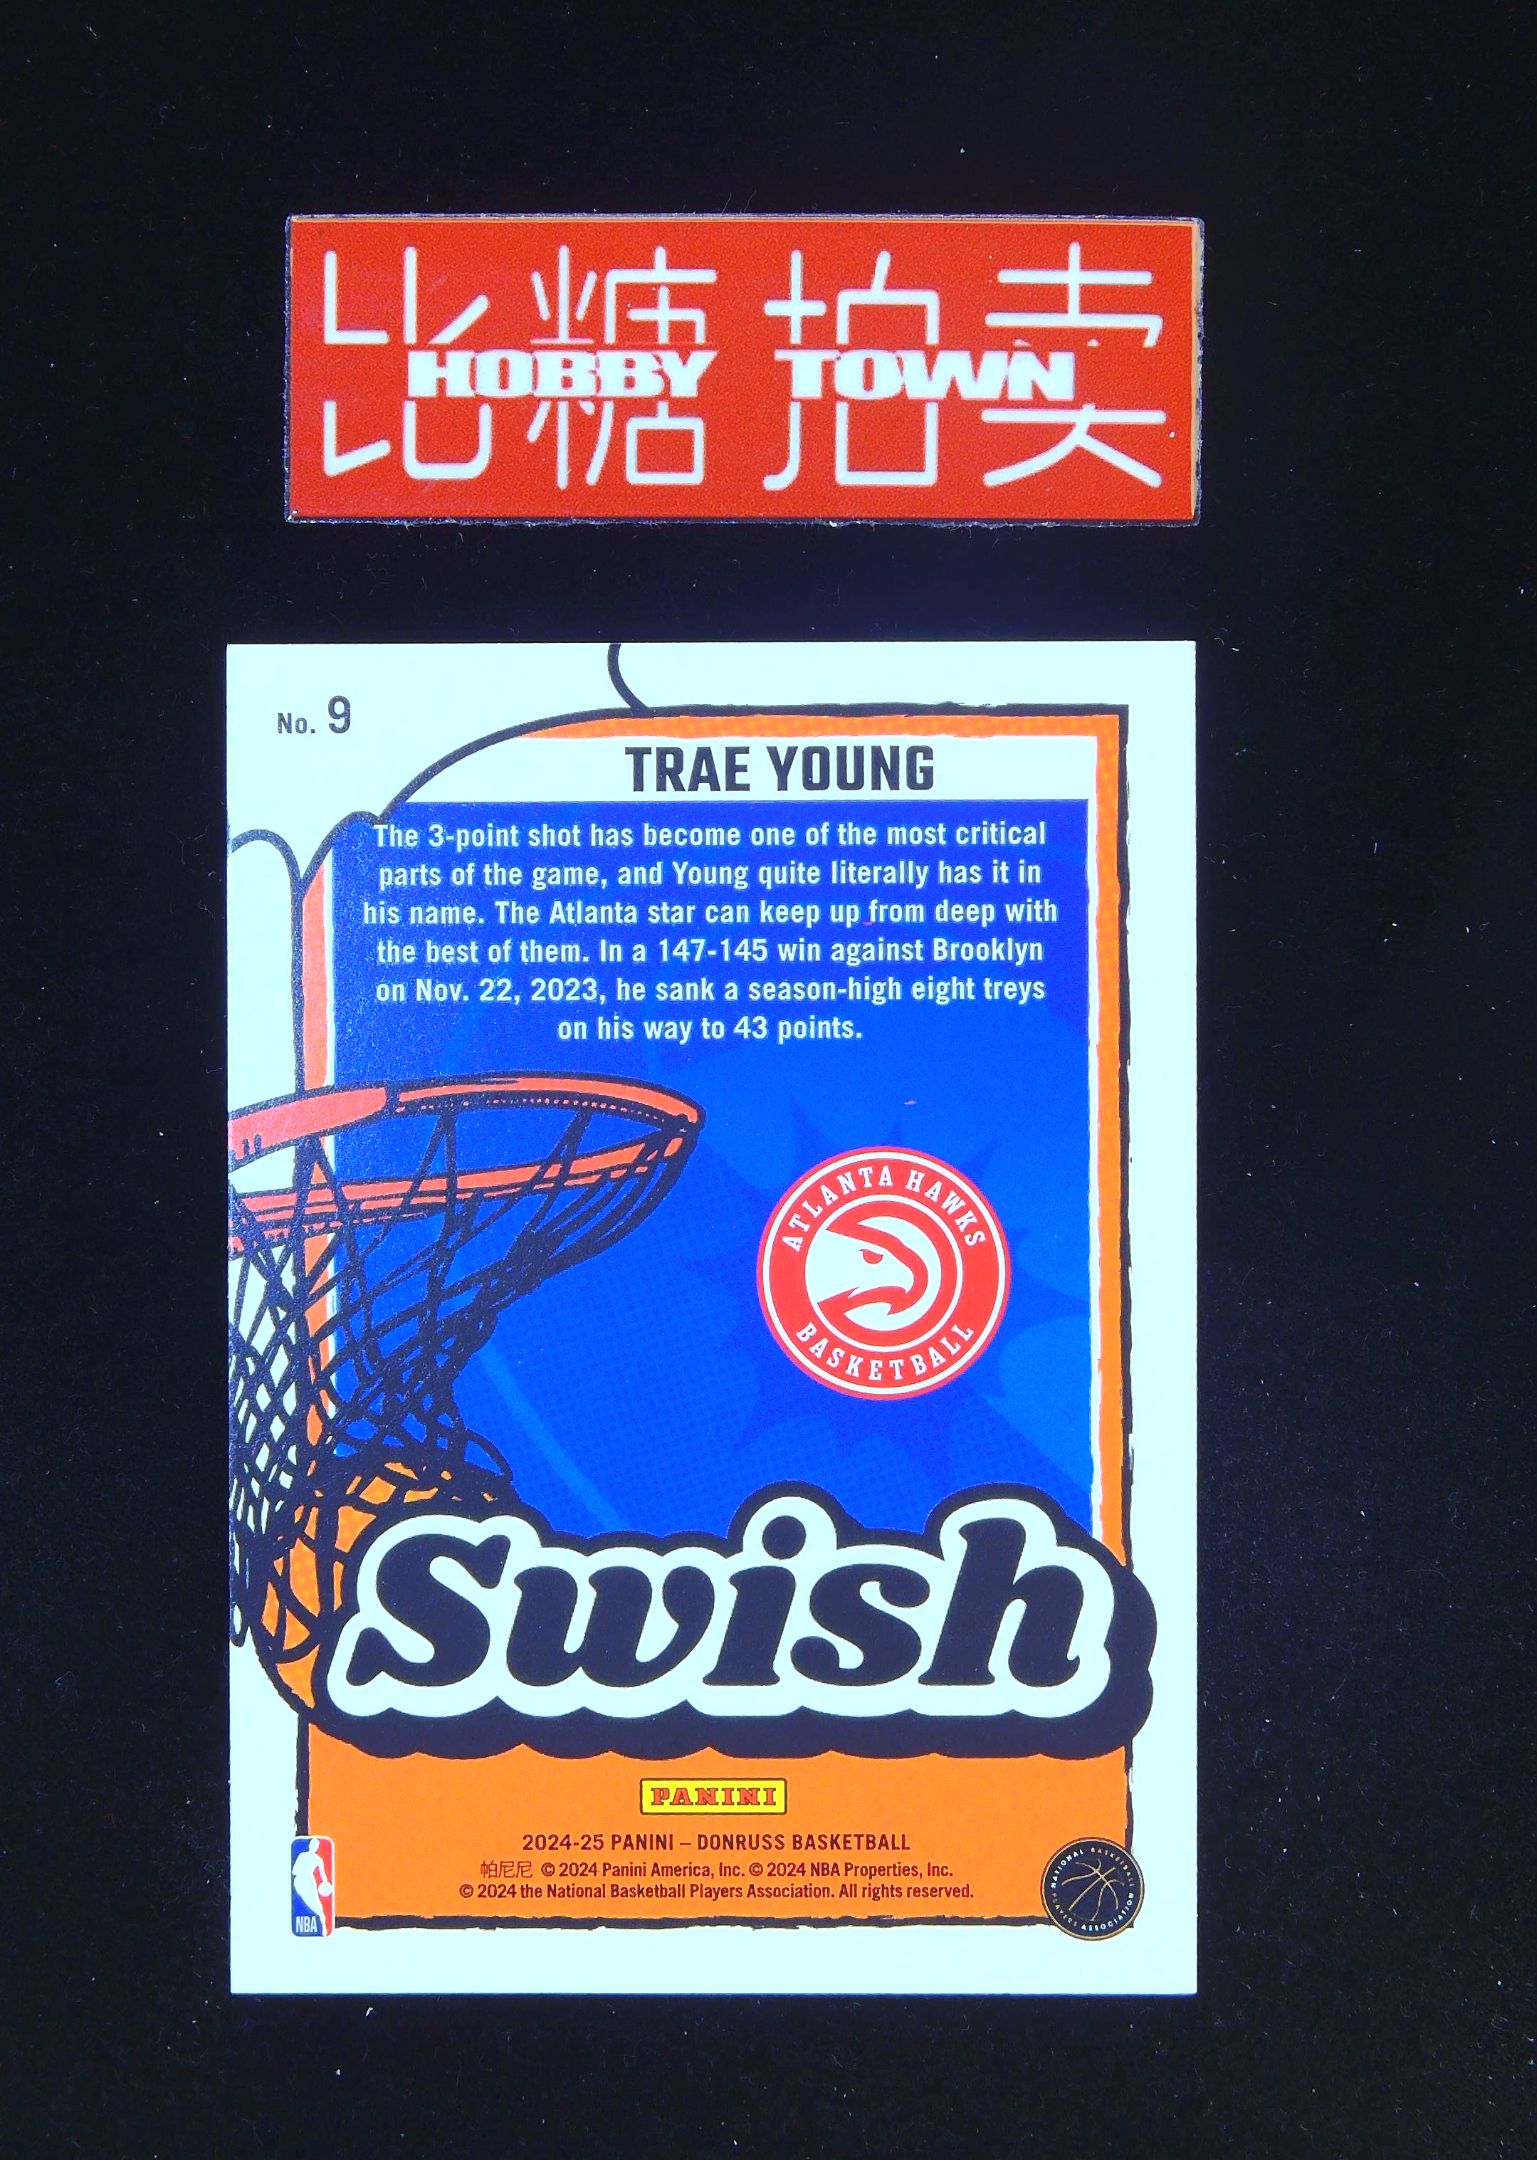 比糖拍卖
HOBBY TOWN
No. 9
TRAE YOUNG
The 3-point shot has become one of the most critical
parts of the game, and Young quite literally has it in
his name. The Atlanta star can keep up from deep with
the best of them. In a 147-145 win against Brooklyn
on Nov. 22, 2023, he sank a season-high eight treys
on his way to 43 points.
ATLANTA HAWKS
BASKETBALL
Swish
PANINI
2024-25 PANINI – DONRUSS BASKETBALL
帕尼尼 © 2024 Panini America, Inc. © 2024 NBA Properties, Inc.
© 2024 the National Basketball Players Association. All rights reserved.
NBA
NATIONAL BASKETBALL
PLAYERS ASSOCIATION